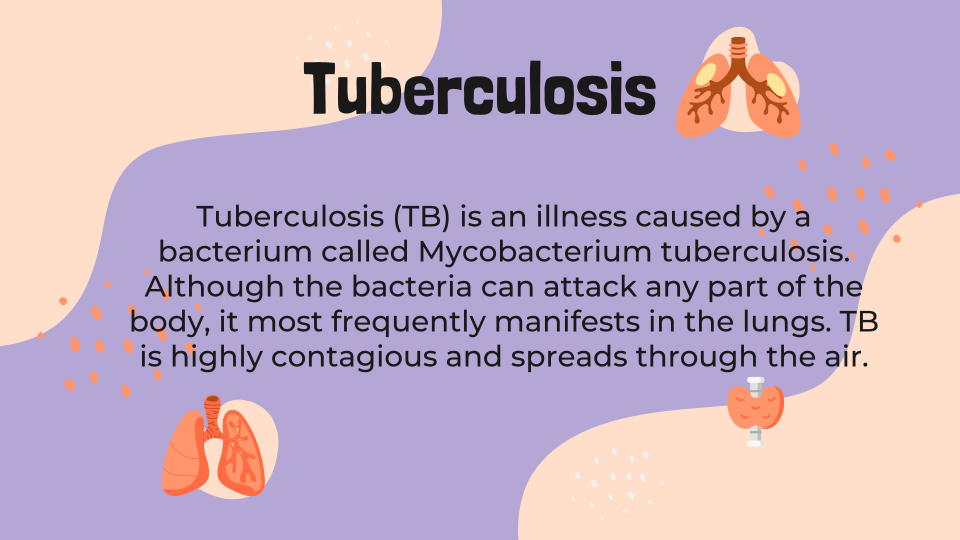 Tuberculosis
Tuberculosis (TB) is an illness caused by a
bacterium called Mycobacterium tuberculosis.
Although the bacteria can attack any part of the
body, it most frequently manifests in the lungs. TB
is highly contagious and spreads through the air.